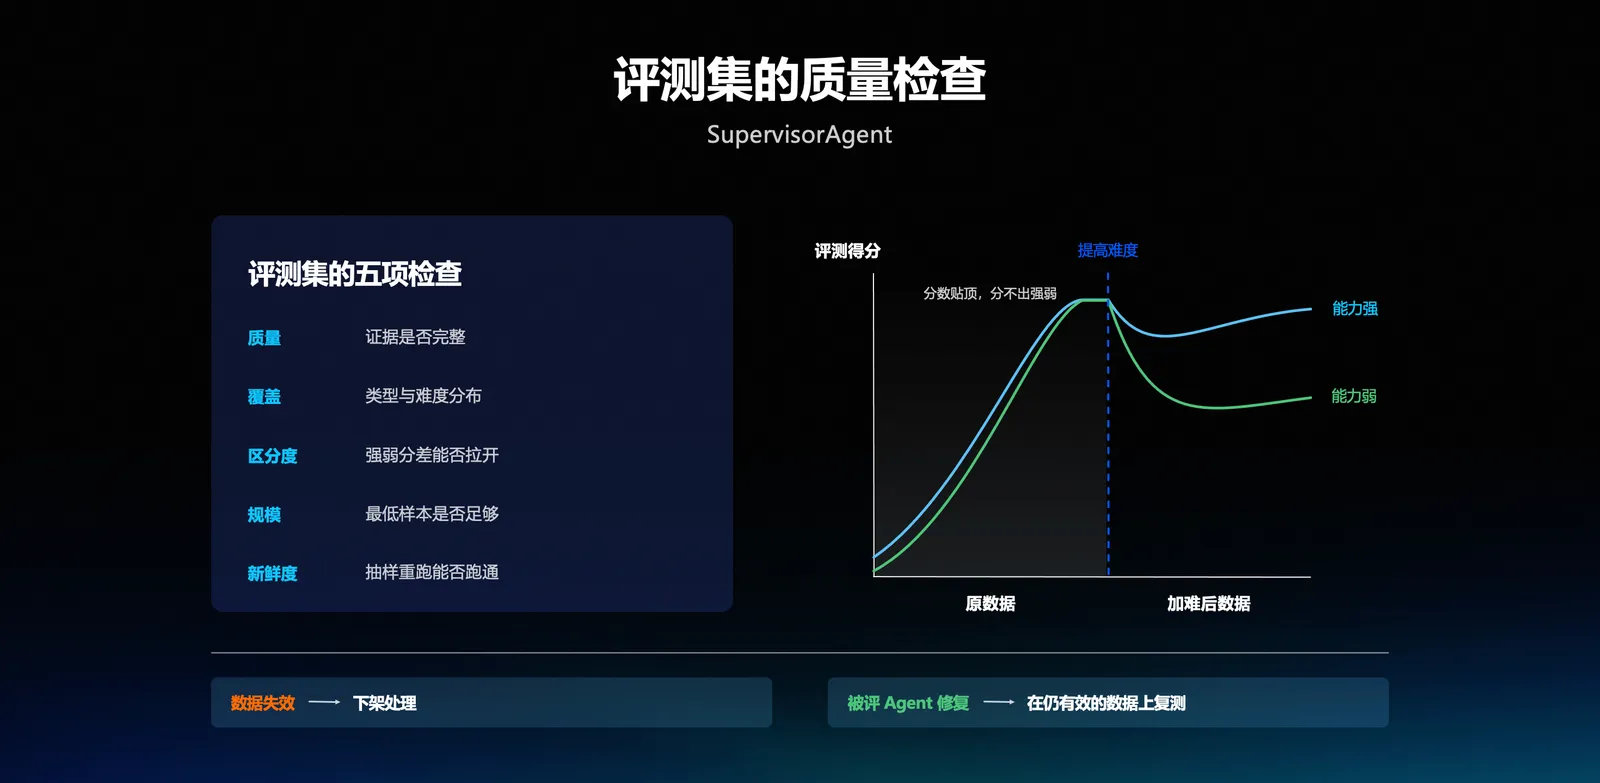 评测集的质量检查
SupervisorAgent
评测集的五项检查
质量 证据是否完整
覆盖 类型与难度分布
区分度 强弱分差能否拉开
规模 最低样本是否足够
新鲜度 抽样重跑能否跑通
评测得分
提高难度
分数贴顶，分不出强弱
能力强
能力弱
原数据
加难后数据
数据失效 → 下架处理
被评 Agent 修复 → 在仍有效的数据上复测